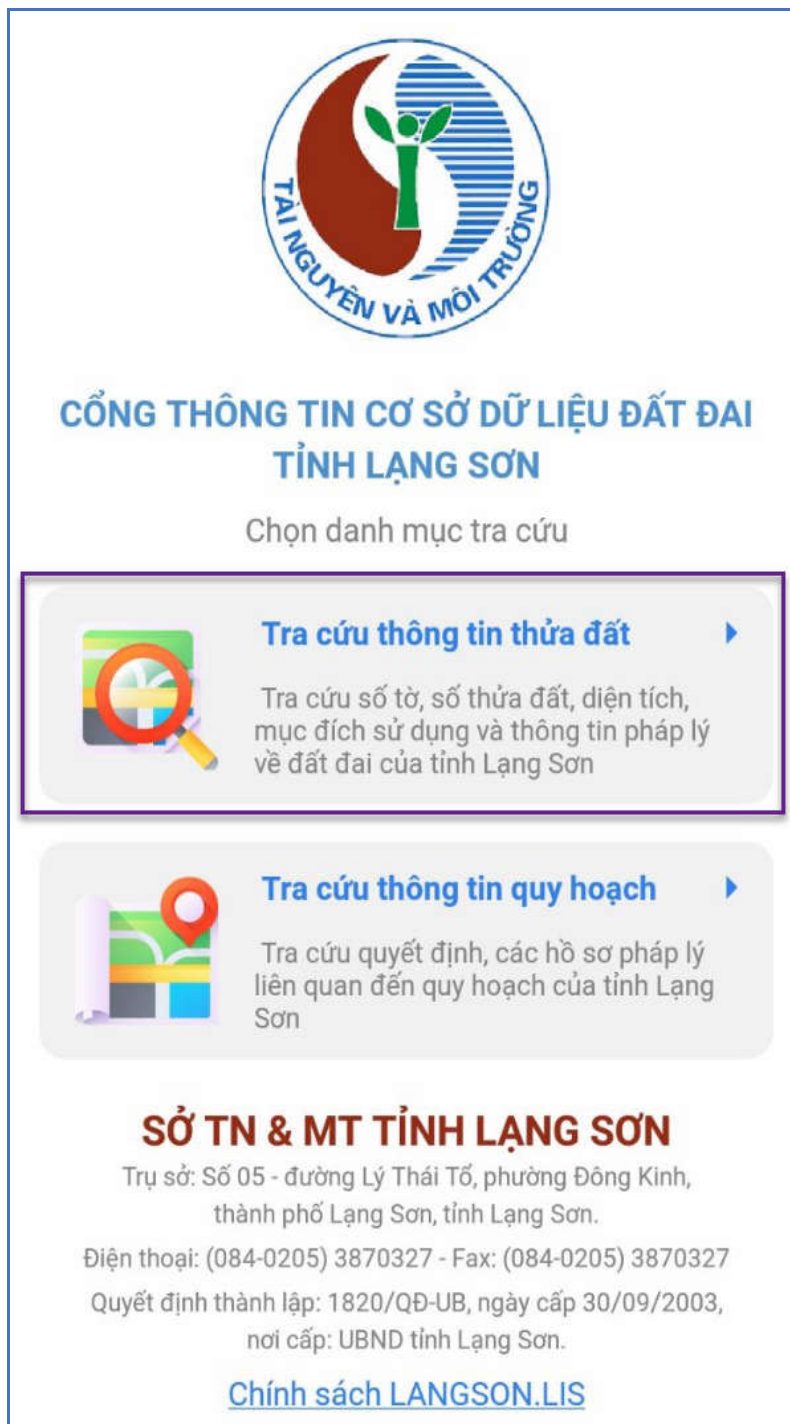 TÀI NGUYÊN VÀ MÔI TRƯỜNG
CỔNG THÔNG TIN CƠ SỞ DỮ LIỆU ĐẤT ĐAI
TỈNH LẠNG SƠN
Chọn danh mục tra cứu
Tra cứu thông tin thửa đất
Tra cứu số tờ, số thửa đất, diện tích,
mục đích sử dụng và thông tin pháp lý
về đất đai của tỉnh Lạng Sơn
Tra cứu thông tin quy hoạch
Tra cứu quyết định, các hồ sơ pháp lý
liên quan đến quy hoạch của tỉnh Lạng
Sơn
SỞ TN & MT TỈNH LẠNG SƠN
Trụ sở: Số 05 - đường Lý Thái Tổ, phường Đông Kinh,
thành phố Lạng Sơn, tỉnh Lạng Sơn.
Điện thoại: (084-0205) 3870327 - Fax: (084-0205) 3870327
Quyết định thành lập: 1820/QĐ-UB, ngày cấp 30/09/2003,
nơi cấp: UBND tỉnh Lạng Sơn.
Chính sách LANGSON.LIS